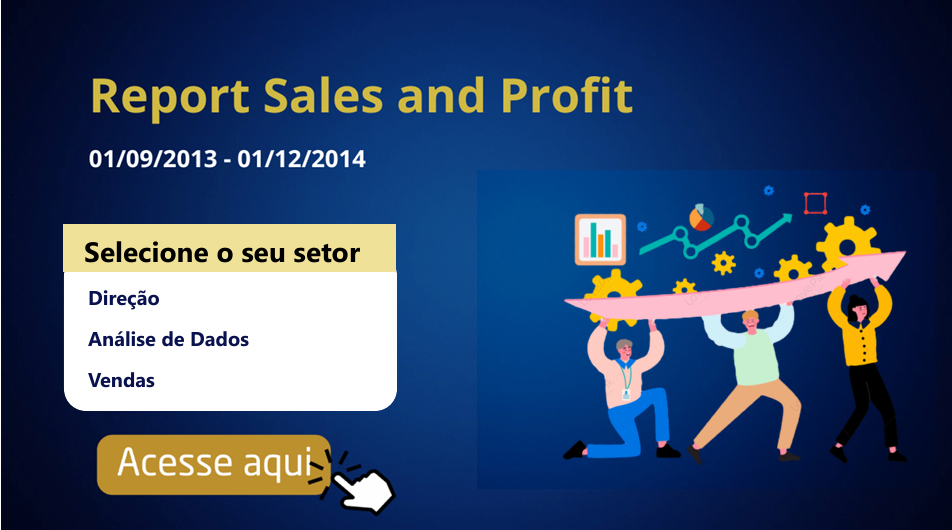 Report Sales and Profit
01/09/2013 - 01/12/2014
Selecione o seu setor
Direção
Análise de Dados
Vendas
Acesse aqui